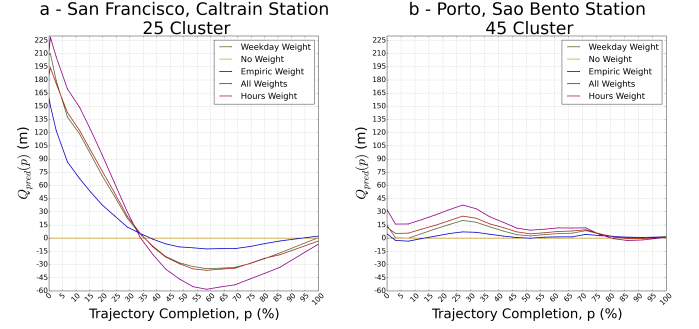 a - San Francisco, Caltrain Station
25 Cluster
225
210
195
180
165
150
135
120
105
90
75
60
45
30
15
0
-15
-30
-45
-60
Q_pred(p) (m)
Weekday Weight
No Weight
Empiric Weight
All Weights
Hours Weight
0 5 10 15 20 25 30 35 40 45 50 55 60 65 70 75 80 85 90 95 100
Trajectory Completion, p (%)
b - Porto, Sao Bento Station
45 Cluster
225
210
195
180
165
150
135
120
105
90
75
60
45
30
15
0
-15
-30
-45
-60
Q_pred(p) (m)
Weekday Weight
No Weight
Empiric Weight
All Weights
Hours Weight
0 5 10 15 20 25 30 35 40 45 50 55 60 65 70 75 80 85 90 95 100
Trajectory Completion, p (%)